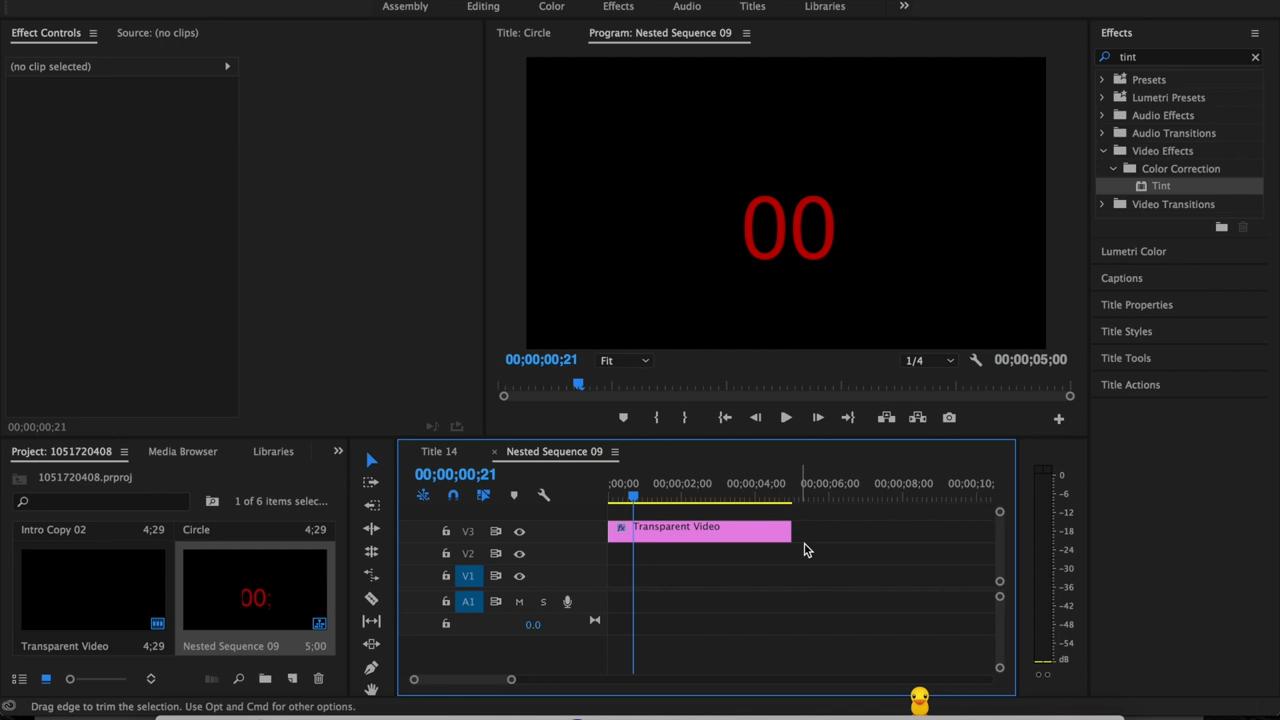 Assembly Editing Color Effects Audio Titles Libraries
Effect Controls Source: (no clips)
(no clip selected)
00;00;00;21
Title: Circle Program: Nested Sequence 09
00
00;00;00;21 Fit 1/4 00;00;05;00
Effects
tint
Presets
Lumetri Presets
Audio Effects
Audio Transitions
Video Effects
Color Correction
Tint
Video Transitions
Lumetri Color
Captions
Title Properties
Title Styles
Title Tools
Title Actions
Project: 1051720408 Media Browser Libraries
1051720408.prproj
1 of 6 items selec...
Intro Copy 02 4;29 Circle 4;29
00;
Transparent Video 4;29 Nested Sequence 09 5;00
Title 14 × Nested Sequence 09
00;00;00;21
;00;00 00;00;02;00 00;00;04;00 00;00;06;00 00;00;08;00 00;00;10;
V3 fx Transparent Video
V2
V1
A1 M S
0.0
0
-6
-12
-18
-24
-30
-36
-42
-48
-54
dB
Drag edge to trim the selection. Use Opt and Cmd for other options.